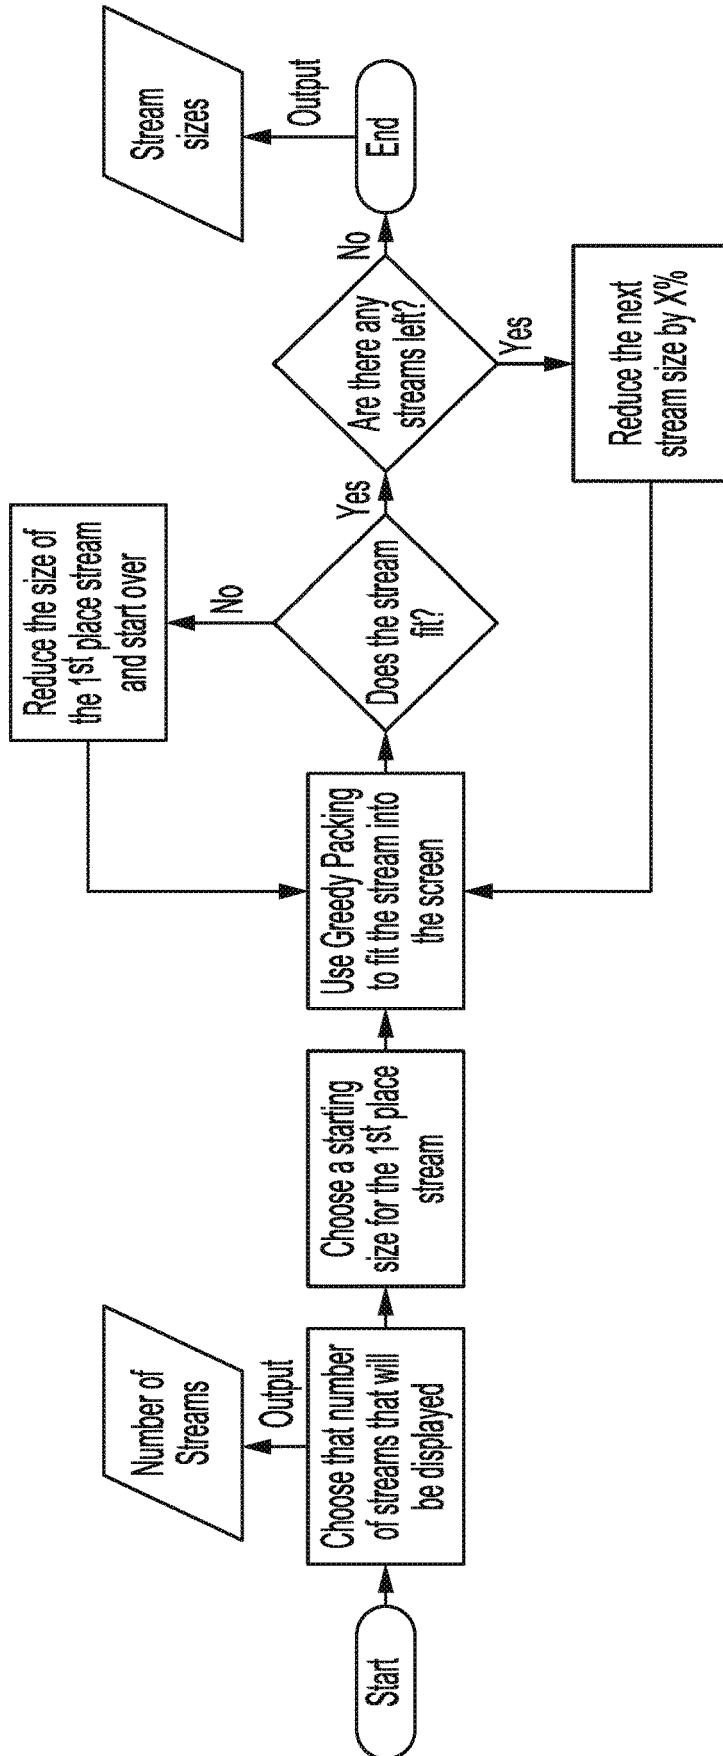 Start
Choose that number
of streams that will
be displayed
Output
Number of
Streams
Choose a starting
size for the 1st place
stream
Use Greedy Packing
to fit the stream into
the screen
Does the stream
fit?
No
Reduce the size of
the 1st place stream
and start over
Yes
Are there any
streams left?
Yes
Reduce the next
stream size by X%
No
End
Output
Stream
sizes